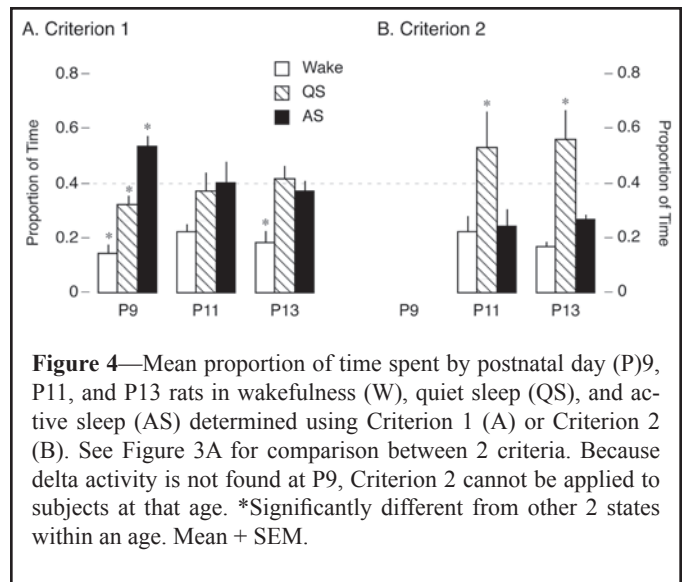 A. Criterion 1
B. Criterion 2
0.8
0.6
0.4
0.2
0
Proportion of Time
Wake
QS
AS
0.8
0.6
0.4
0.2
0
Proportion of Time
*
*
*
*
*
*
P9
P11
P13
P9
P11
P13
Figure 4—Mean proportion of time spent by postnatal day (P)9,
P11, and P13 rats in wakefulness (W), quiet sleep (QS), and ac-
tive sleep (AS) determined using Criterion 1 (A) or Criterion 2
(B). See Figure 3A for comparison between 2 criteria. Because
delta activity is not found at P9, Criterion 2 cannot be applied to
subjects at that age. *Significantly different from other 2 states
within an age. Mean + SEM.